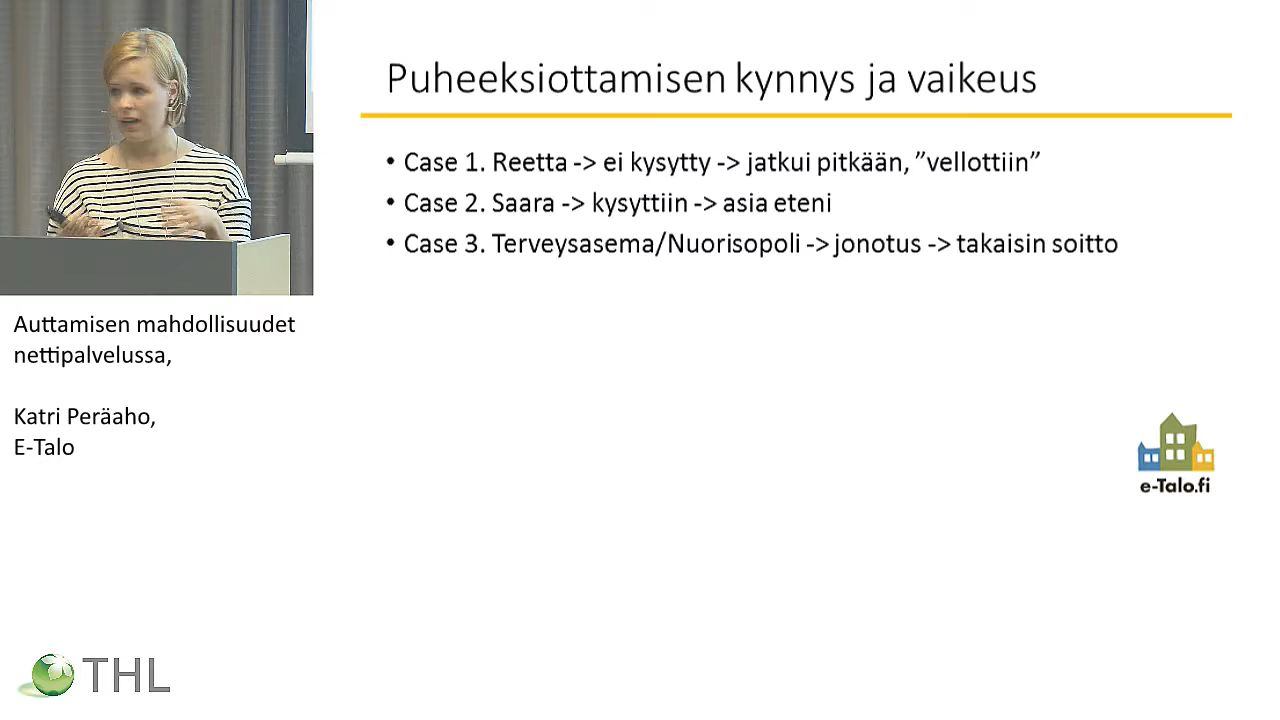 Puheeksiottamisen kynnys ja vaikeus
• Case 1. Reetta -> ei kysytty -> jatkui pitkään, ”vellottiin”
• Case 2. Saara -> kysyttiin -> asia eteni
• Case 3. Terveysasema/Nuorisopoli -> jonotus -> takaisin soitto
Auttamisen mahdollisuudet
nettipalvelussa,
Katri Peräaho,
E-Talo
e-Talo.fi
THL